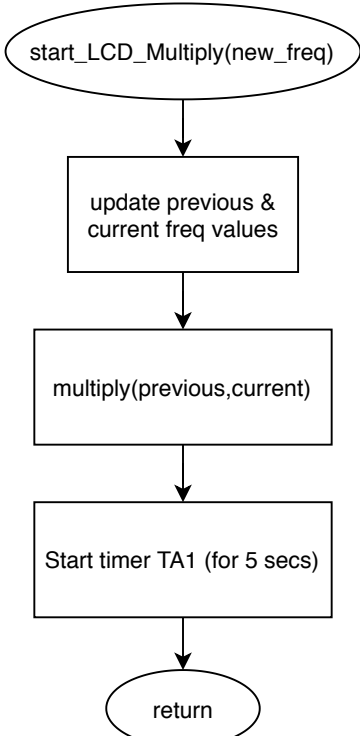 start_LCD_Multiply(new_freq)
update previous &
current freq values
multiply(previous,current)
Start timer TA1 (for 5 secs)
return